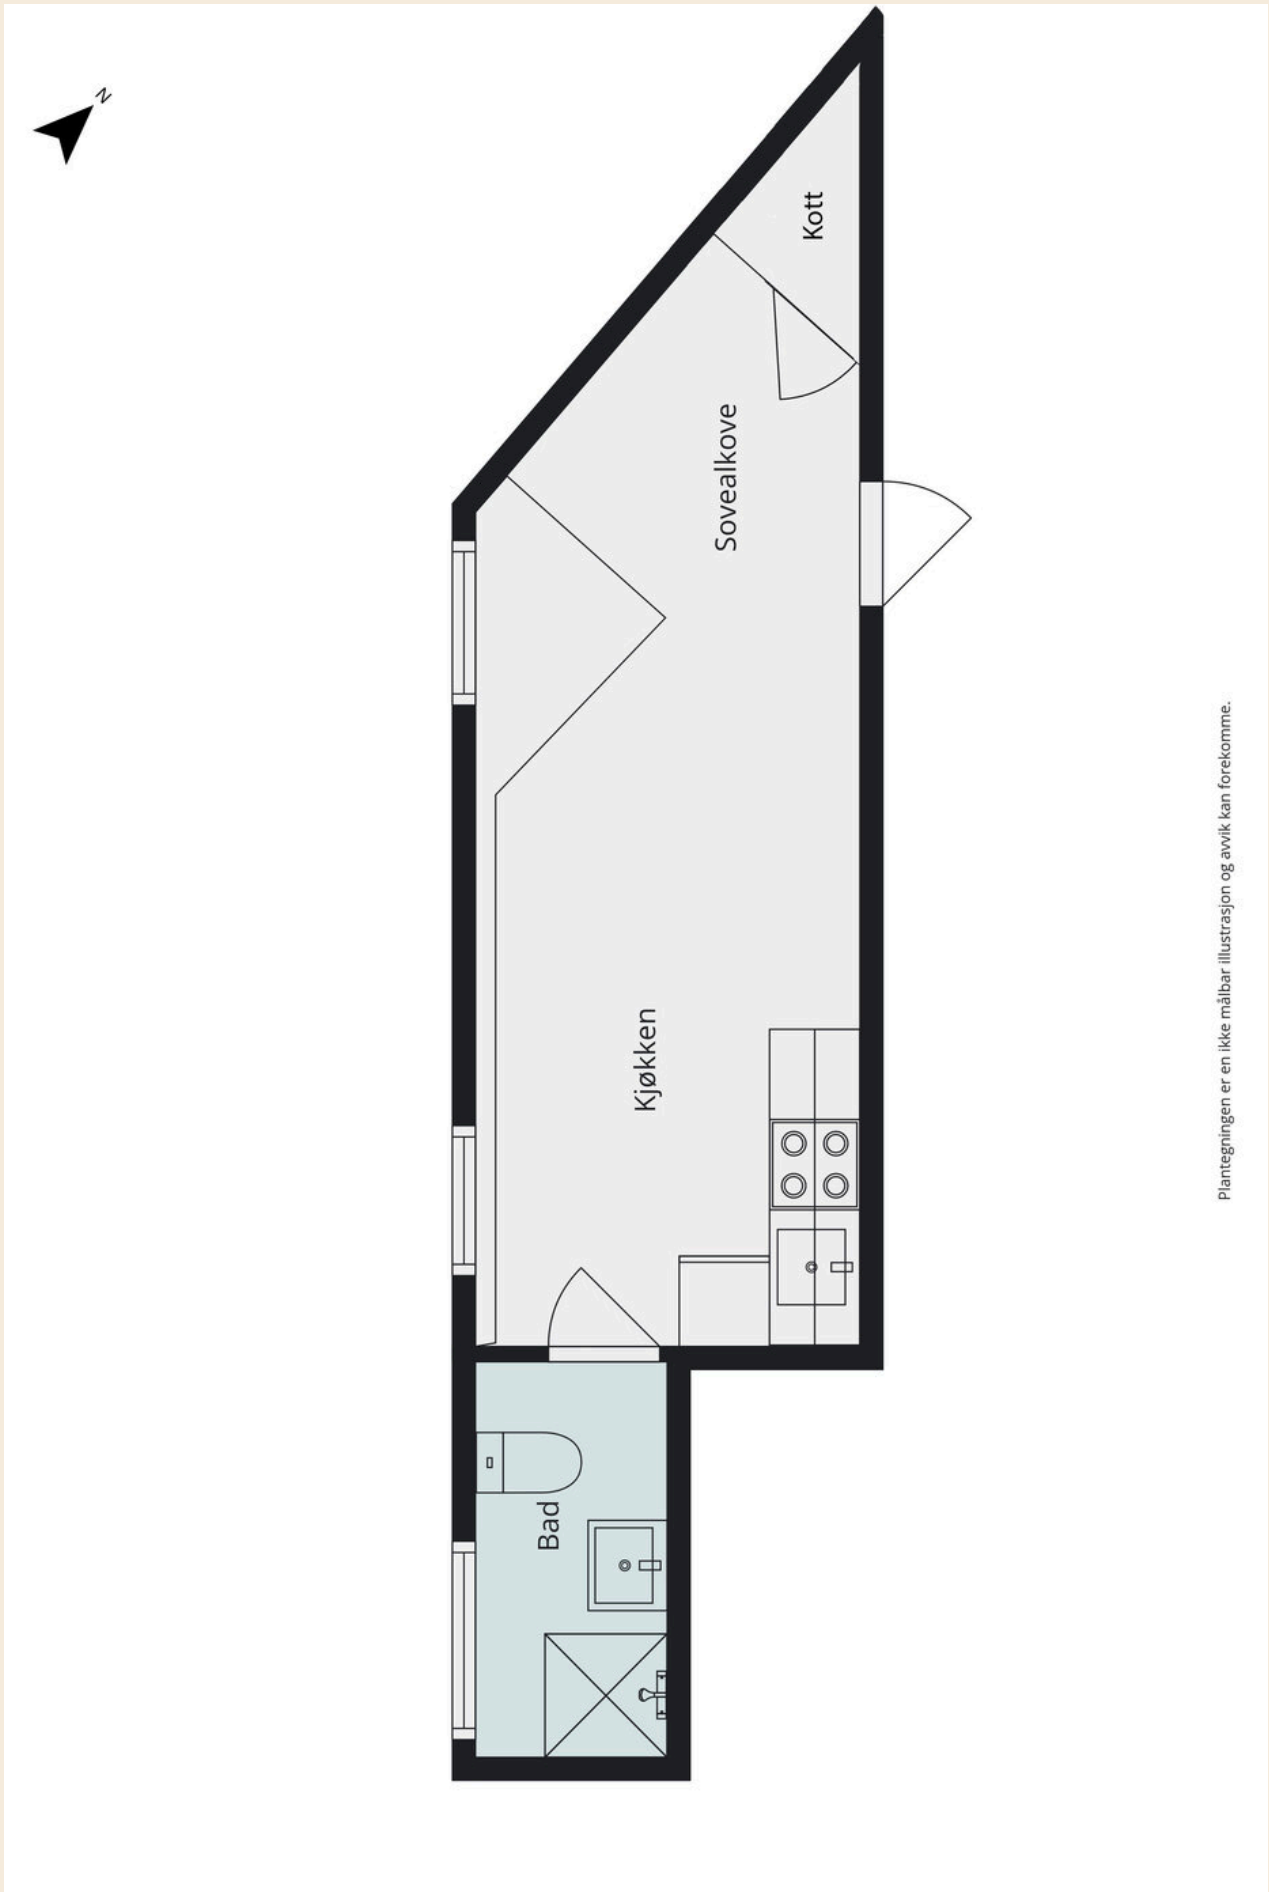 N
Kott
Sovealkove
Kjøkken
Bad
Plantegningen er en ikke målbar illustrasjon og avvik kan forekomme.